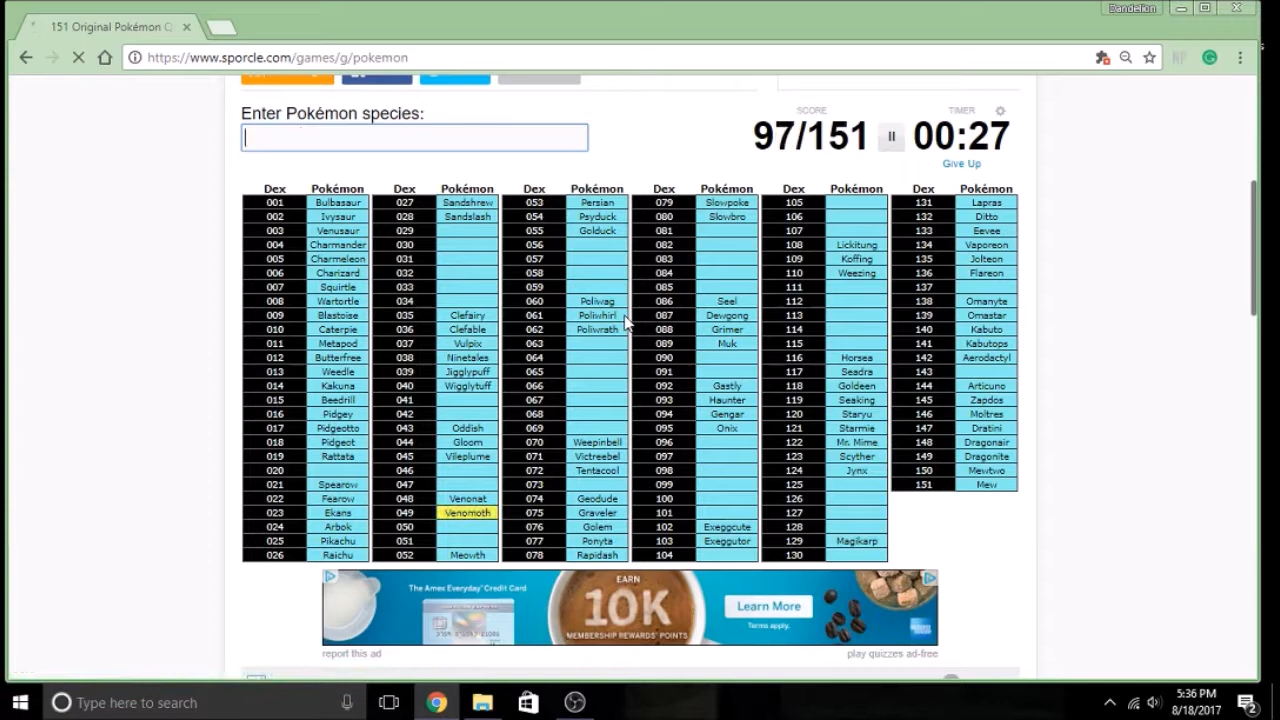 Dandelion
151 Original Pokémon Q
https://www.sporcle.com/games/g/pokemon
Enter Pokémon species:
SCORE
TIMER
97/151
00:27
Give Up
Dex Pokémon Dex Pokémon Dex Pokémon Dex Pokémon Dex Pokémon Dex Pokémon
001 Bulbasaur 027 Sandshrew 053 Persian 079 Slowpoke 105 131 Lapras
002 Ivysaur 028 Sandslash 054 Psyduck 080 Slowbro 106 132 Ditto
003 Venusaur 029 055 Golduck 081 107 133 Eevee
004 Charmander 030 056 082 108 Lickitung 134 Vaporeon
005 Charmeleon 031 057 083 109 Koffing 135 Jolteon
006 Charizard 032 058 084 110 Weezing 136 Flareon
007 Squirtle 033 059 085 111 137
008 Wartortle 034 060 Poliwag 086 Seel 112 138 Omanyte
009 Blastoise 035 Clefairy 061 Poliwhirl 087 Dewgong 113 139 Omastar
010 Caterpie 036 Clefable 062 Poliwrath 088 Grimer 114 140 Kabuto
011 Metapod 037 Vulpix 063 089 Muk 115 141 Kabutops
012 Butterfree 038 Ninetales 064 090 116 Horsea 142 Aerodactyl
013 Weedle 039 Jigglypuff 065 091 117 Seadra 143
014 Kakuna 040 Wigglytuff 066 092 Gastly 118 Goldeen 144 Articuno
015 Beedrill 041 067 093 Haunter 119 Seaking 145 Zapdos
016 Pidgey 042 068 094 Gengar 120 Staryu 146 Moltres
017 Pidgeotto 043 Oddish 069 095 Onix 121 Starmie 147 Dratini
018 Pidgeot 044 Gloom 070 Weepinbell 096 122 Mr. Mime 148 Dragonair
019 Rattata 045 Vileplume 071 Victreebel 097 123 Scyther 149 Dragonite
020 046 072 Tentacool 098 124 Jynx 150 Mewtwo
021 Spearow 047 073 099 125 151 Mew
022 Fearow 048 Venonat 074 Geodude 100 126
023 Ekans 049 Venomoth 075 Graveler 101 127
024 Arbok 050 076 Golem 102 Exeggcute 128
025 Pikachu 051 077 Ponyta 103 Exeggutor 129 Magikarp
026 Raichu 052 Meowth 078 Rapidash 104 130
The Amex Everyday Credit Card
EARN
10K
MEMBERSHIP REWARDS® POINTS
Learn More
Terms apply.
report this ad
play quizzes ad-free
Type here to search
5:36 PM
8/18/2017
2